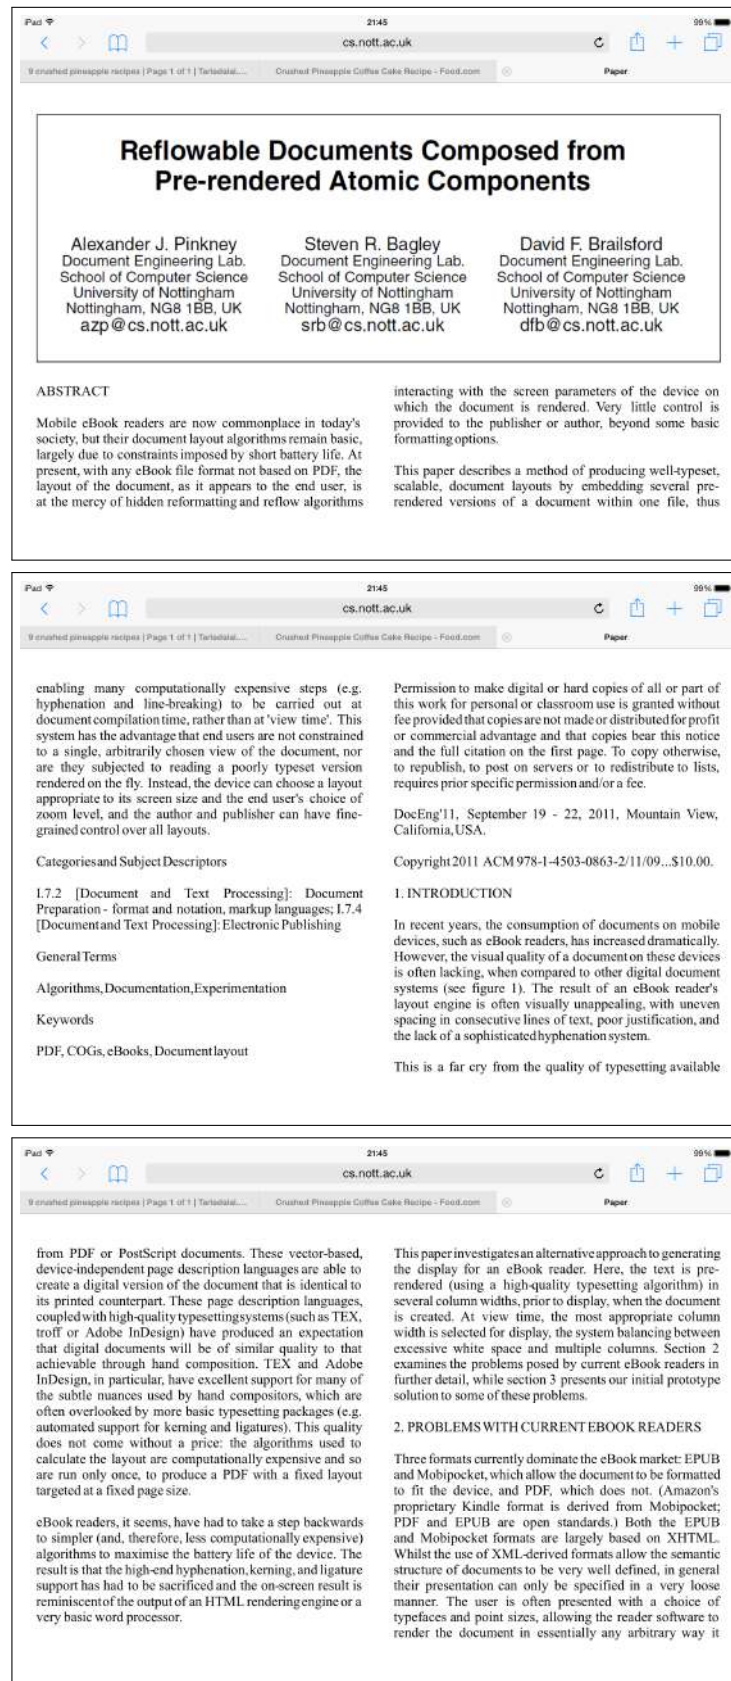 iPad 21:45 99%
cs.nott.ac.uk
9 crushed pineapple recipes | Page 1 of 1 | Tarladalal.... Crushed Pineapple Coffee Cake Recipe - Food.com Paper
Reflowable Documents Composed from
Pre-rendered Atomic Components
Alexander J. Pinkney
Document Engineering Lab.
School of Computer Science
University of Nottingham
Nottingham, NG8 1BB, UK
azp@cs.nott.ac.uk
Steven R. Bagley
Document Engineering Lab.
School of Computer Science
University of Nottingham
Nottingham, NG8 1BB, UK
srb@cs.nott.ac.uk
David F. Brailsford
Document Engineering Lab.
School of Computer Science
University of Nottingham
Nottingham, NG8 1BB, UK
dfb@cs.nott.ac.uk
ABSTRACT
Mobile eBook readers are now commonplace in today's
society, but their document layout algorithms remain basic,
largely due to constraints imposed by short battery life. At
present, with any eBook file format not based on PDF, the
layout of the document, as it appears to the end user, is
at the mercy of hidden reformatting and reflow algorithms
interacting with the screen parameters of the device on
which the document is rendered. Very little control is
provided to the publisher or author, beyond some basic
formatting options.
This paper describes a method of producing well-typeset,
scalable, document layouts by embedding several pre-
rendered versions of a document within one file, thus
iPad 21:45 99%
cs.nott.ac.uk
9 crushed pineapple recipes | Page 1 of 1 | Tarladalal.... Crushed Pineapple Coffee Cake Recipe - Food.com Paper
enabling many computationally expensive steps (e.g.
hyphenation and line-breaking) to be carried out at
document compilation time, rather than at 'view time'. This
system has the advantage that end users are not constrained
to a single, arbitrarily chosen view of the document, nor
are they subjected to reading a poorly typeset version
rendered on the fly. Instead, the device can choose a layout
appropriate to its screen size and the end user's choice of
zoom level, and the author and publisher can have fine-
grained control over all layouts.
Categories and Subject Descriptors
I.7.2 [Document and Text Processing]: Document
Preparation - format and notation, markup languages; I.7.4
[Document and Text Processing]: Electronic Publishing
General Terms
Algorithms, Documentation, Experimentation
Keywords
PDF, COGs, eBooks, Document layout
Permission to make digital or hard copies of all or part of
this work for personal or classroom use is granted without
fee provided that copies are not made or distributed for profit
or commercial advantage and that copies bear this notice
and the full citation on the first page. To copy otherwise,
to republish, to post on servers or to redistribute to lists,
requires prior specific permission and/or a fee.
DocEng'11, September 19 - 22, 2011, Mountain View,
California, USA.
Copyright 2011 ACM 978-1-4503-0863-2/11/09...$10.00.
1. INTRODUCTION
In recent years, the consumption of documents on mobile
devices, such as eBook readers, has increased dramatically.
However, the visual quality of a document on these devices
is often lacking, when compared to other digital document
systems (see figure 1). The result of an eBook reader's
layout engine is often visually unappealing, with uneven
spacing in consecutive lines of text, poor justification, and
the lack of a sophisticated hyphenation system.
This is a far cry from the quality of typesetting available
iPad 21:45 99%
cs.nott.ac.uk
9 crushed pineapple recipes | Page 1 of 1 | Tarladalal.... Crushed Pineapple Coffee Cake Recipe - Food.com Paper
from PDF or PostScript documents. These vector-based,
device-independent page description languages are able to
create a digital version of the document that is identical to
its printed counterpart. These page description languages,
coupled with high-quality typesetting systems (such as TEX,
troff or Adobe InDesign) have produced an expectation
that digital documents will be of similar quality to that
achievable through hand composition. TEX and Adobe
InDesign, in particular, have excellent support for many of
the subtle nuances used by hand compositors, which are
often overlooked by more basic typesetting packages (e.g.
automated support for kerning and ligatures). This quality
does not come without a price: the algorithms used to
calculate the layout are computationally expensive and so
are run only once, to produce a PDF with a fixed layout
targeted at a fixed page size.
eBook readers, it seems, have had to take a step backwards
to simpler (and, therefore, less computationally expensive)
algorithms to maximise the battery life of the device. The
result is that the high-end hyphenation, kerning, and ligature
support has had to be sacrificed and the on-screen result is
reminiscent of the output of an HTML rendering engine or a
very basic word processor.
This paper investigates an alternative approach to generating
the display for an eBook reader. Here, the text is pre-
rendered (using a high-quality typesetting algorithm) in
several column widths, prior to display, when the document
is created. At view time, the most appropriate column
width is selected for display, the system balancing between
excessive white space and multiple columns. Section 2
examines the problems posed by current eBook readers in
further detail, while section 3 presents our initial prototype
solution to some of these problems.
2. PROBLEMS WITH CURRENT EBOOK READERS
Three formats currently dominate the eBook market: EPUB
and Mobipocket, which allow the document to be formatted
to fit the device, and PDF, which does not. (Amazon's
proprietary Kindle format is derived from Mobipocket;
PDF and EPUB are open standards.) Both the EPUB
and Mobipocket formats are largely based on XHTML.
Whilst the use of XML-derived formats allow the semantic
structure of documents to be very well defined, in general
their presentation can only be specified in a very loose
manner. The user is often presented with a choice of
typefaces and point sizes, allowing the reader software to
render the document in essentially any arbitrary way it